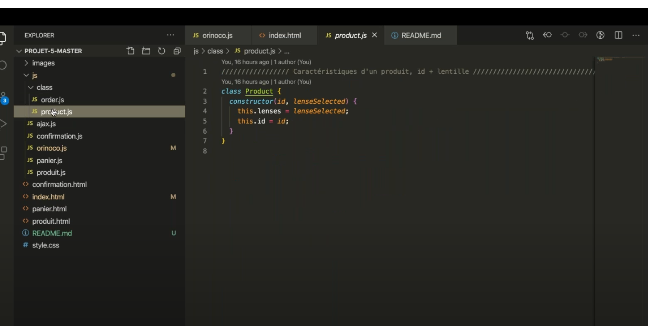 EXPLORER
PROJET-5-MASTER
images
js
class
JS order.js
JS product.js
JS ajax.js
JS confirmation.js
JS orinoco.js M
JS panier.js
JS produit.js
<> confirmation.html
<> index.html M
<> panier.html
<> produit.html
README.md U
# style.css
3
JS orinoco.js <> index.html JS product.js × README.md
js > class > JS product.js > ...
You, 16 hours ago | 1 author (You)
1 //////////////// Caractéristiques d'un produit, id + lentille /////////////////////////////
You, 16 hours ago | 1 author (You)
2 class Product {
3 constructor(id, lenseSelected) {
4 this.lenses = lenseSelected;
5 this.id = id;
6 }
7 }
8